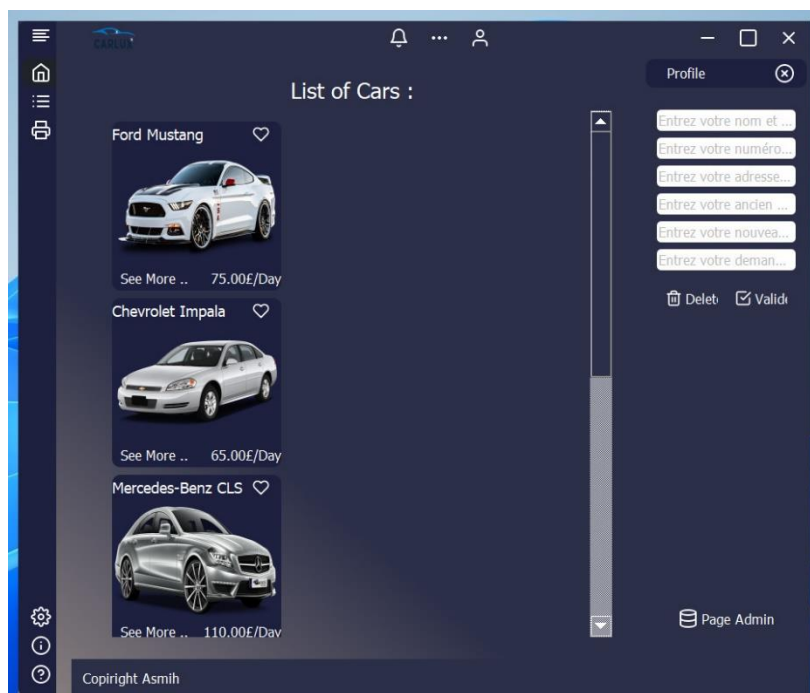 CARLUX
Profile
List of Cars :
Entrez votre nom et ...
Entrez votre numéro...
Entrez votre adresse...
Entrez votre ancien ...
Entrez votre nouvea...
Entrez votre deman...
Delet
Valid
Ford Mustang
See More ..
75.00£/Day
Chevrolet Impala
See More ..
65.00£/Day
Mercedes-Benz CLS
See More ..
110.00£/Day
Page Admin
Copiright Asmih